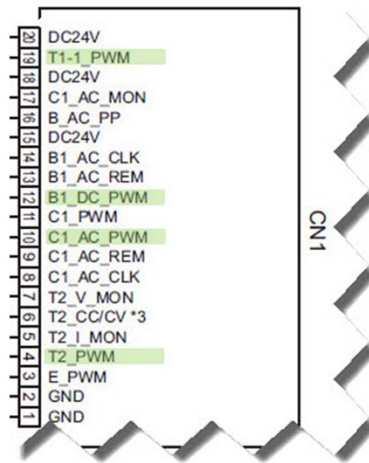 20 DC24V
19 T1-1_PWM
18 DC24V
17 C1_AC_MON
16 B_AC_PP
15 DC24V
14 B1_AC_CLK
13 B1_AC_REM
12 B1_DC_PWM
11 C1_PWM
10 C1_AC_PWM
9 C1_AC_REM
8 C1_AC_CLK
7 T2_V_MON
6 T2_CC/CV *3
5 T2_I_MON
4 T2_PWM
3 E_PWM
2 GND
1 GND
CN1